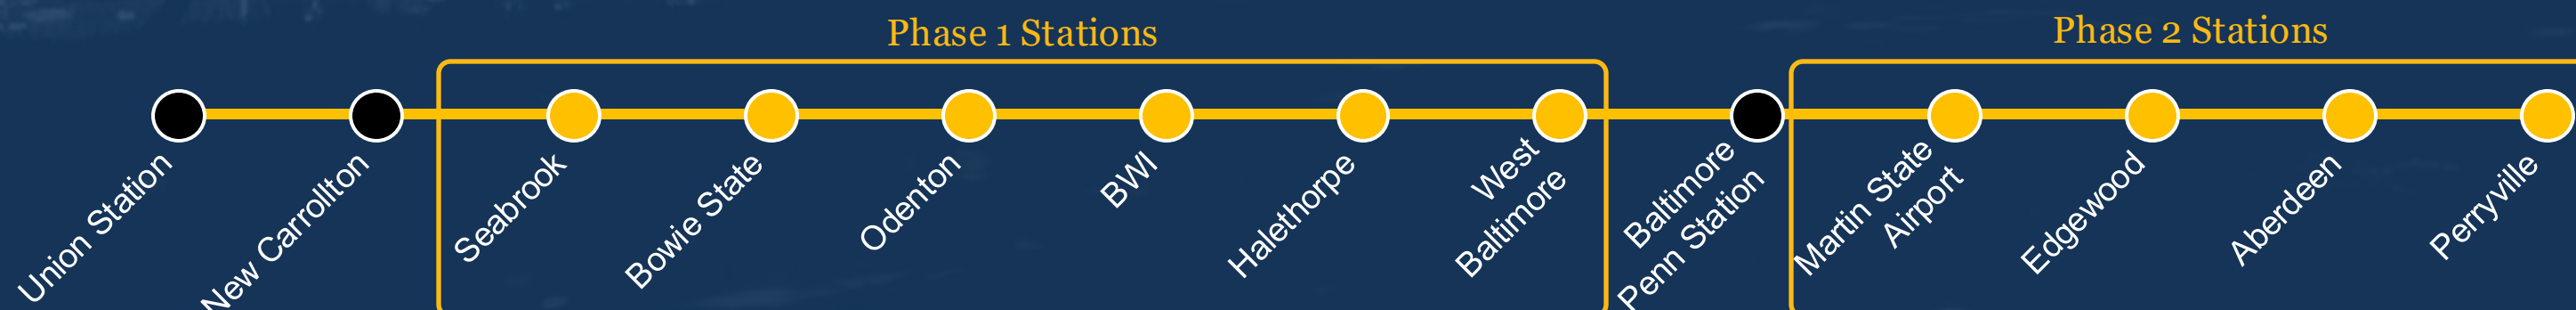 Phase 1 Stations
Phase 2 Stations
Union Station
New Carrollton
Seabrook
Bowie State
Odenton
BWI
Halethorpe
West
Baltimore
Baltimore
Penn Station
Martin State
Airport
Edgewood
Aberdeen
Perryville